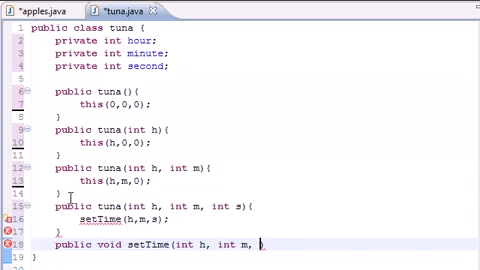 *apples.java *tuna.java
1 public class tuna {
2 private int hour;
3 private int minute;
4 private int second;
5
6 public tuna(){
7 this(0,0,0);
8 }
9 public tuna(int h){
10 this(h,0,0);
11 }
12 public tuna(int h, int m){
13 this(h,m,0);
14 }
15 public tuna(int h, int m, int s){
16 setTime(h,m,s);
17 }
18 public void setTime(int h, int m, )
19 }